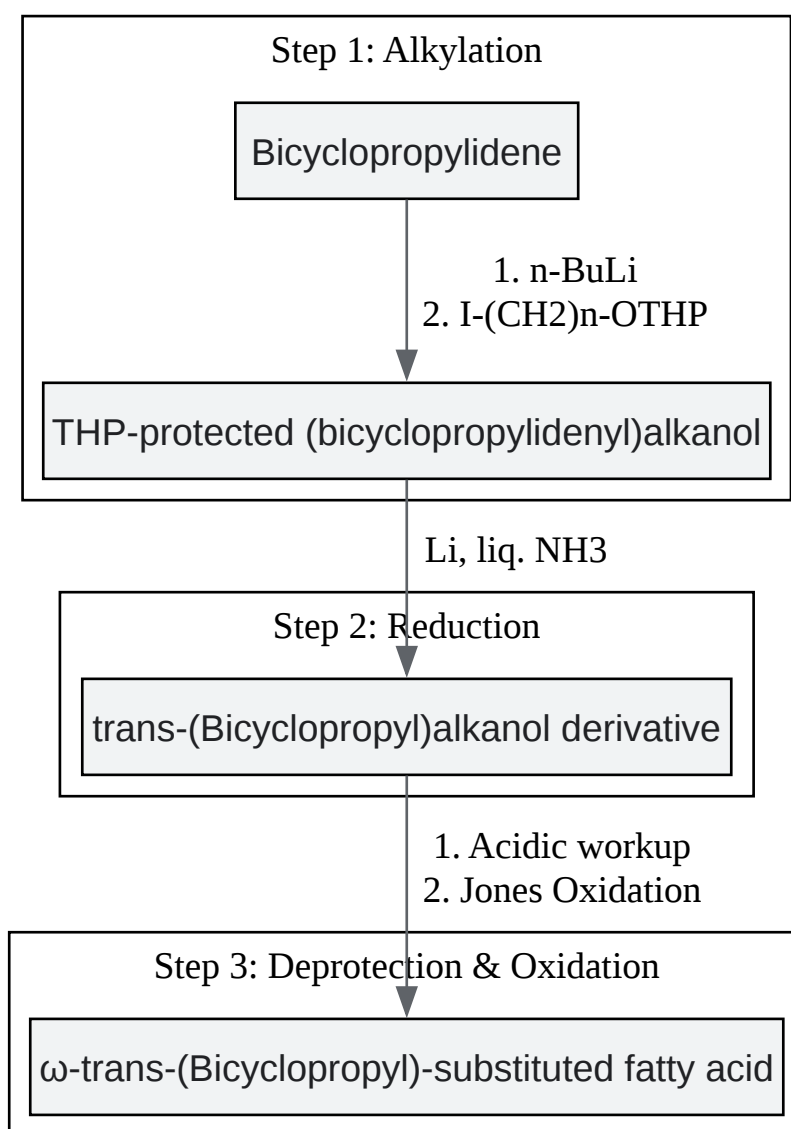 Step 1: Alkylation
Bicyclopropylidene
1. n-BuLi
2. I-(CH2)n-OTHP
THP-protected (bicyclopropylidenyl)alkanol
Li, liq. NH3
Step 2: Reduction
trans-(Bicyclopropyl)alkanol derivative
1. Acidic workup
2. Jones Oxidation
Step 3: Deprotection & Oxidation
ω-trans-(Bicyclopropyl)-substituted fatty acid